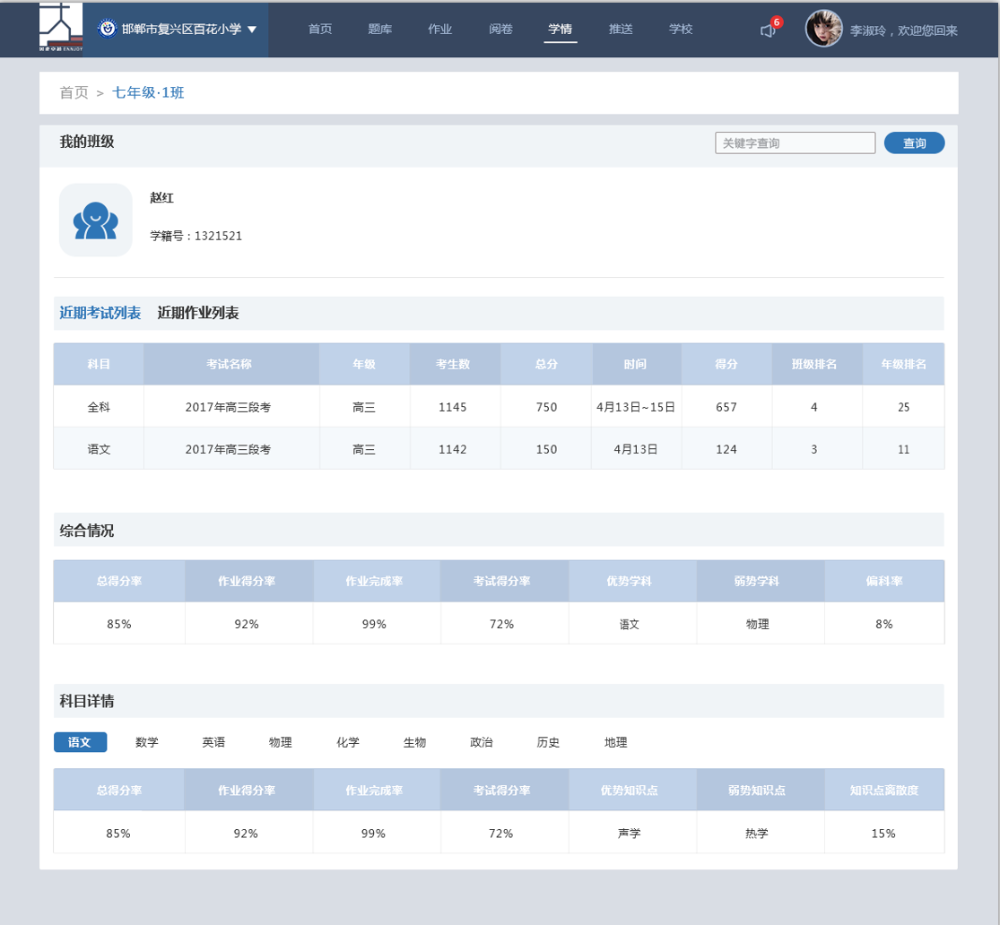 邯郸市复兴区百花小学 ▼ 首页 题库 作业 阅卷 学情 推送 学校 6 李淑玲，欢迎您回来
首页 > 七年级·1班
我的班级 关键字查询 查询
赵红
学籍号：1321521
近期考试列表 近期作业列表
科目 考试名称 年级 考生数 总分 时间 得分 班级排名 年级排名
全科 2017年高三段考 高三 1145 750 4月13日~15日 657 4 25
语文 2017年高三段考 高三 1142 150 4月13日 124 3 11
综合情况
总得分率 作业得分率 作业完成率 考试得分率 优势学科 弱势学科 偏科率
85% 92% 99% 72% 语文 物理 8%
科目详情
语文 数学 英语 物理 化学 生物 政治 历史 地理
总得分率 作业得分率 作业完成率 考试得分率 优势知识点 弱势知识点 知识点离散度
85% 92% 99% 72% 声学 热学 15%